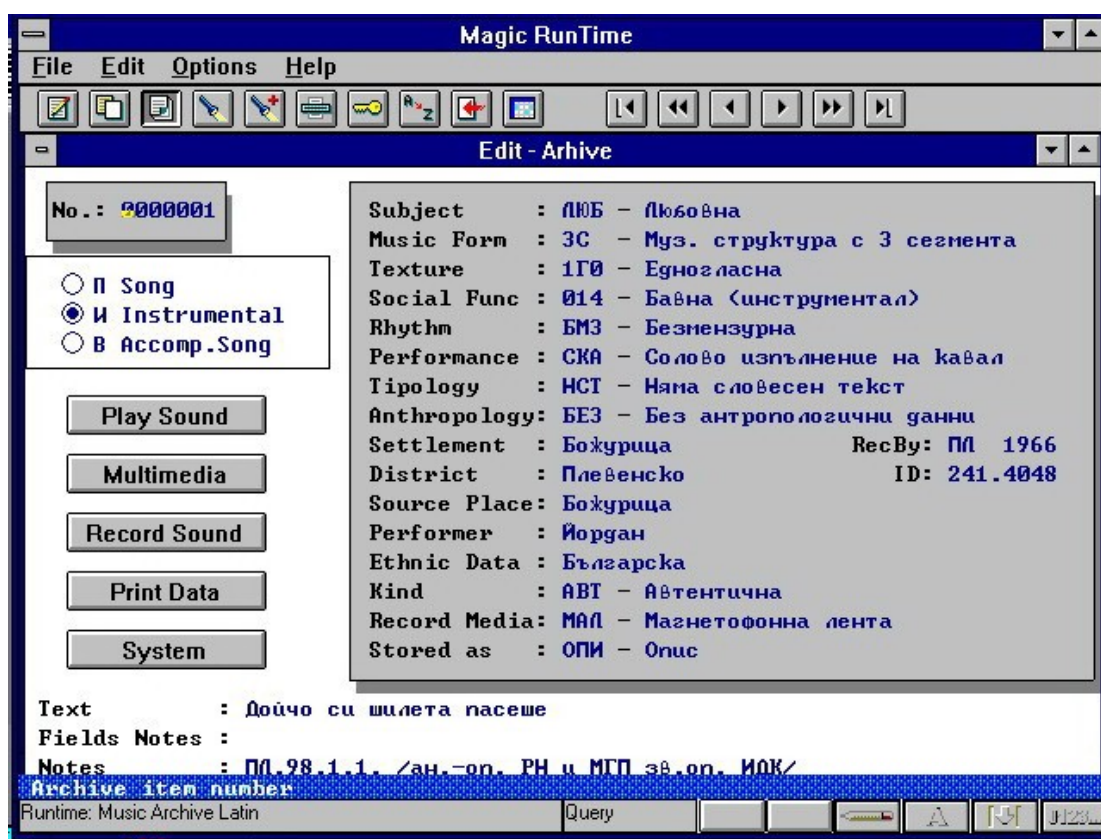 Magic RunTime
File Edit Options Help
Edit - Arhive
No.: 0000001
П Song
И Instrumental
В Accomp.Song
Play Sound
Multimedia
Record Sound
Print Data
System
Subject : ЛЮБ - Любовна
Music Form : 3С - Муз. структура с 3 сегмента
Texture : 1Г0 - Едногласна
Social Func : 014 - Бавна (инструментал)
Rhythm : БМЗ - Безмензурна
Performance : СКА - Солово изпълнение на кавал
Tipology : НСТ - Няма словесен текст
Anthropology: БЕЗ - Без антропологични данни
Settlement : Божурица RecBy: ПЛ 1966
District : Плевенско ID: 241.4048
Source Place: Божурица
Performer : Йордан
Ethnic Data : Българска
Kind : АВТ - Автентична
Record Media: МАЛ - Магнетофонна лента
Stored as : ОПИ - Опис
Text : Дойчо си шилета пасеше
Fields Notes :
Notes : ПЛ.98.1.1. /ан.-оп. РН и МГП зв.оп. ИДК/
Archive item number
Runtime: Music Archive Latin Query